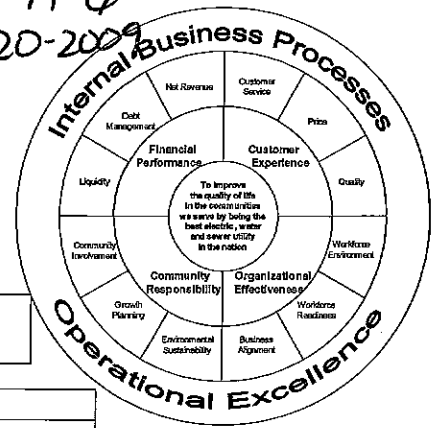 20-2009
Internal Business Processes
Net Revenue
Customer
Service
Debt
Management
Price
Financial
Performance
Customer
Experience
Liquidity
Quality
To improve
the quality of life
in the communities
we serve by being the
best electric, water
and sewer utility
in the nation
Community
Involvement
Workforce
Environment
Community
Responsibility
Organizational
Effectiveness
Growth
Planning
Workforce
Readiness
Environmental
Sustainability
Business
Alignment
Operational Excellence